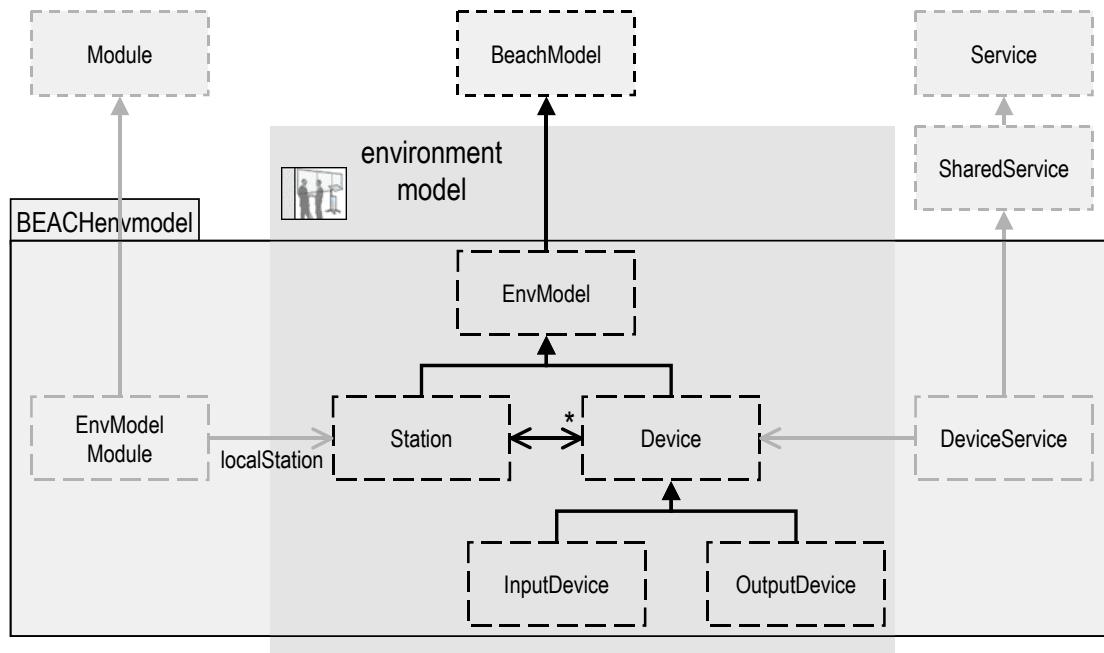 Module
BeachModel
Service
environment
model
SharedService
BEACHenvmodel
EnvModel
EnvModel
Module
localStation
Station
*
Device
DeviceService
InputDevice
OutputDevice